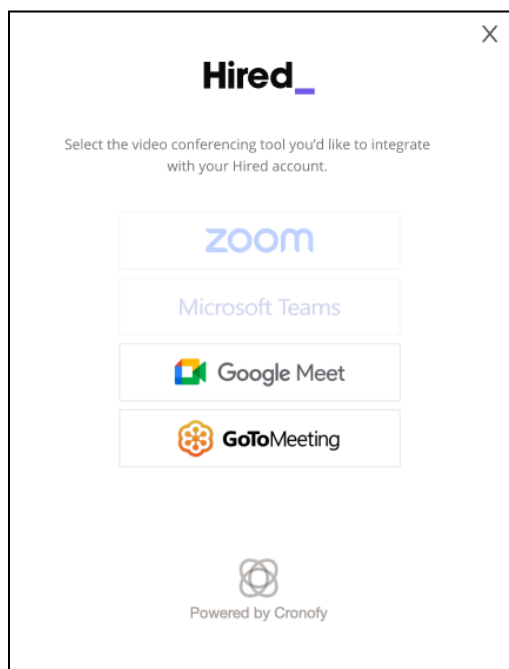 X
Hired_
Select the video conferencing tool you'd like to integrate
with your Hired account.
zoom
Microsoft Teams
Google Meet
GoToMeeting
Powered by Cronofy